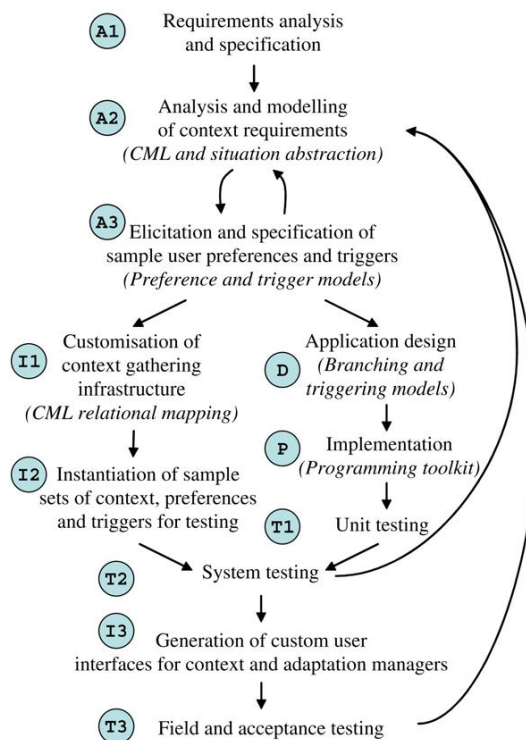 A1
Requirements analysis
and specification
A2
Analysis and modelling
of context requirements
(CML and situation abstraction)
A3
Elicitation and specification of
sample user preferences and triggers
(Preference and trigger models)
I1
Customisation of
context gathering
infrastructure
(CML relational mapping)
D
Application design
(Branching and
triggering models)
I2
Instantiation of sample
sets of context, preferences
and triggers for testing
P
Implementation
(Programming toolkit)
T1
Unit testing
T2
System testing
I3
Generation of custom user
interfaces for context and adaptation managers
T3
Field and acceptance testing